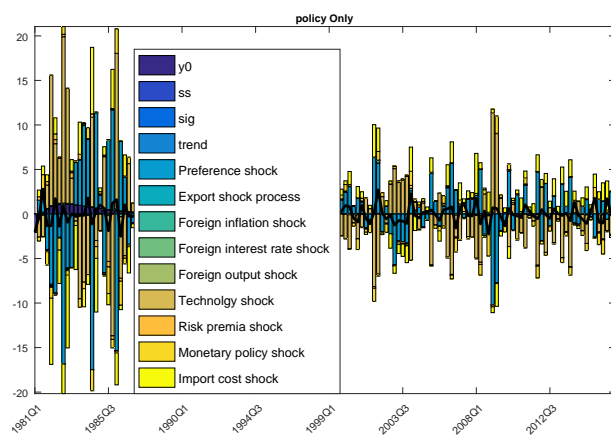 policy Only
20
15
10
5
0
-5
-10
-15
-20
y0
ss
sig
trend
Preference shock
Export shock process
Foreign inflation shock
Foreign interest rate shock
Foreign output shock
Technolgy shock
Risk premia shock
Monetary policy shock
Import cost shock
1981Q1
1985Q3
1990Q1
1994Q3
1999Q1
2003Q3
2008Q1
2012Q3